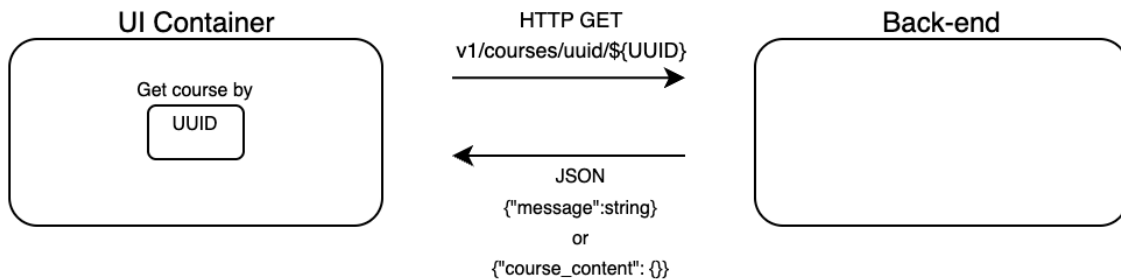 UI Container
Get course by
UUID
HTTP GET
v1/courses/uuid/${UUID}
JSON
{"message":string}
or
{"course_content": {}}
Back-end